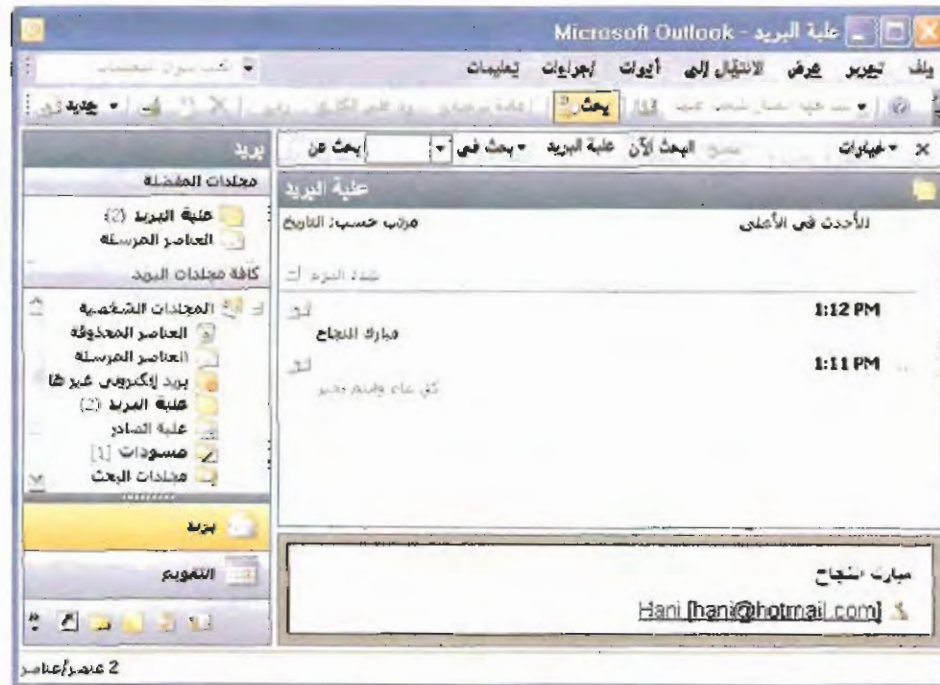 علبة البريد - Microsoft Outlook
ملف تحرير عرض الانتقال إلى أدوات إجراءات تعليمات
جديد
بحث
بريد
مجلدات المفضلة
علبة البريد (2)
العناصر المرسلة
كافة مجلدات البريد
المجلدات الشخصية
العناصر المحذوفة
العناصر المرسلة
بريد إلكتروني غير
علبة البريد (2)
علبة الصادر
مسودات [1]
مجلدات البحث
بريد
التقويم
بحث عن
بحث في
علبة البريد
البحث الآن
خيارات
علبة البريد
مرتب حسب: التاريخ
الأحدث في الأعلى
1:12 PM
مبارك النجاح
1:11 PM
كل عام وأنتم بخير
مبارك النجاح
Hani [hani@hotmail.com]
2 عنصر/عناصر